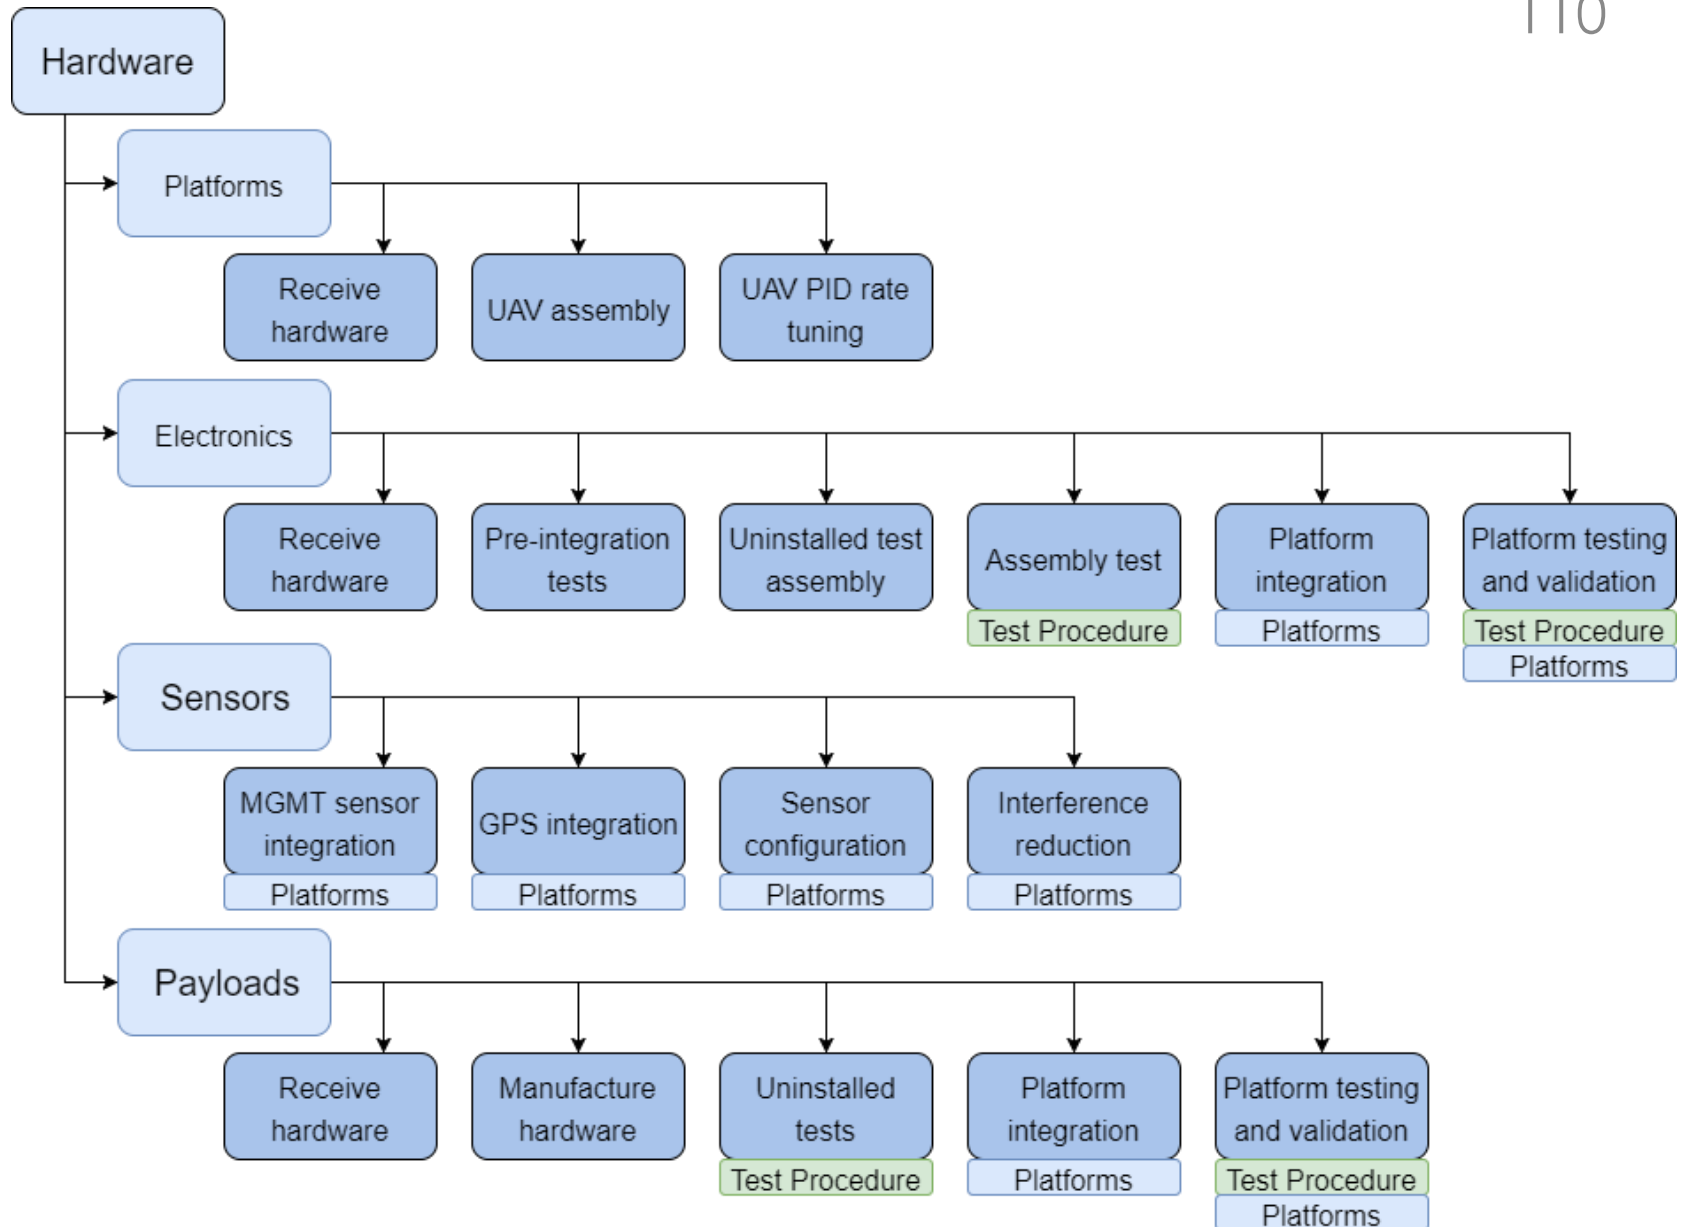 110
Hardware
Platforms
Receive
hardware
UAV assembly
UAV PID rate
tuning
Electronics
Receive
hardware
Pre-integration
tests
Uninstalled test
assembly
Assembly test
Test Procedure
Platform
integration
Platforms
Platform testing
and validation
Test Procedure
Platforms
Sensors
MGMT sensor
integration
Platforms
GPS integration
Platforms
Sensor
configuration
Platforms
Interference
reduction
Platforms
Payloads
Receive
hardware
Manufacture
hardware
Uninstalled
tests
Test Procedure
Platform
integration
Platforms
Platform testing
and validation
Test Procedure
Platforms